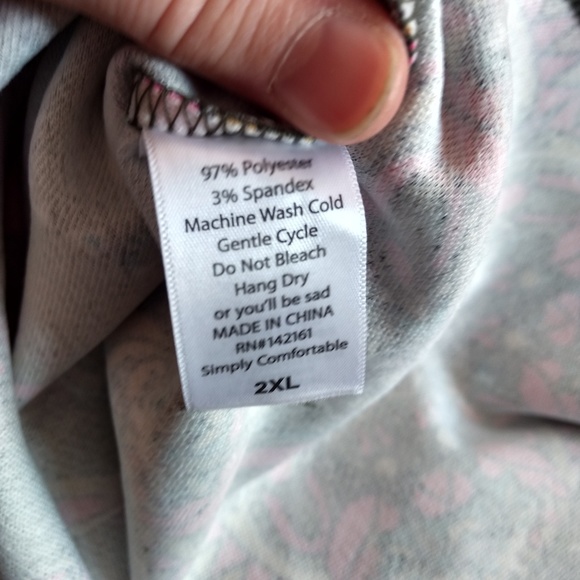 97% Polyester
3% Spandex
Machine Wash Cold
Gentle Cycle
Do Not Bleach
Hang Dry
or you'll be sad
MADE IN CHINA
RN#142161
Simply Comfortable
2XL